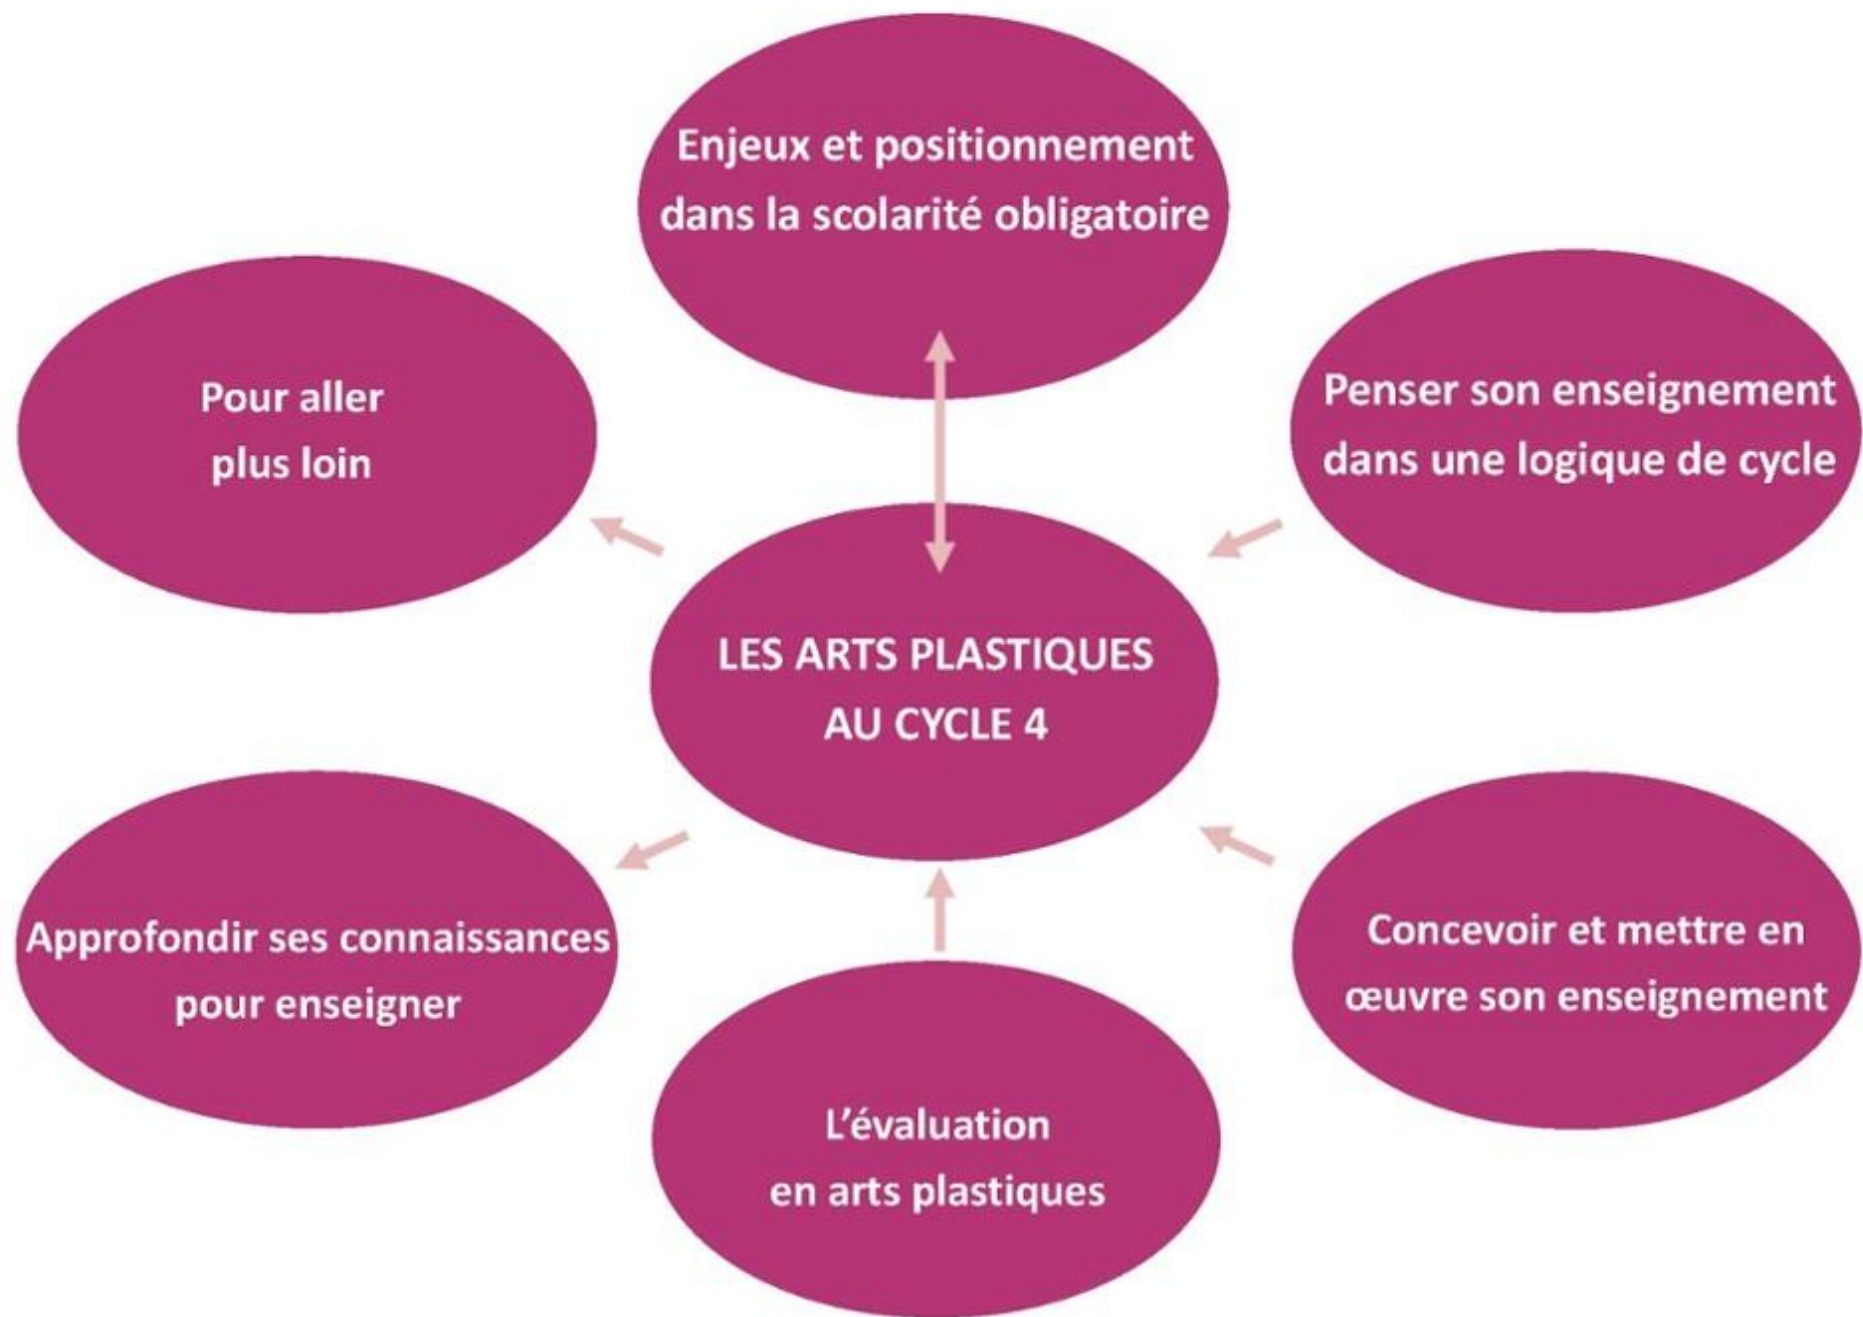 Enjeux et positionnement
dans la scolarité obligatoire
Pour aller
plus loin
Penser son enseignement
dans une logique de cycle
LES ARTS PLASTIQUES
AU CYCLE 4
Approfondir ses connaissances
pour enseigner
Concevoir et mettre en
œuvre son enseignement
L’évaluation
en arts plastiques